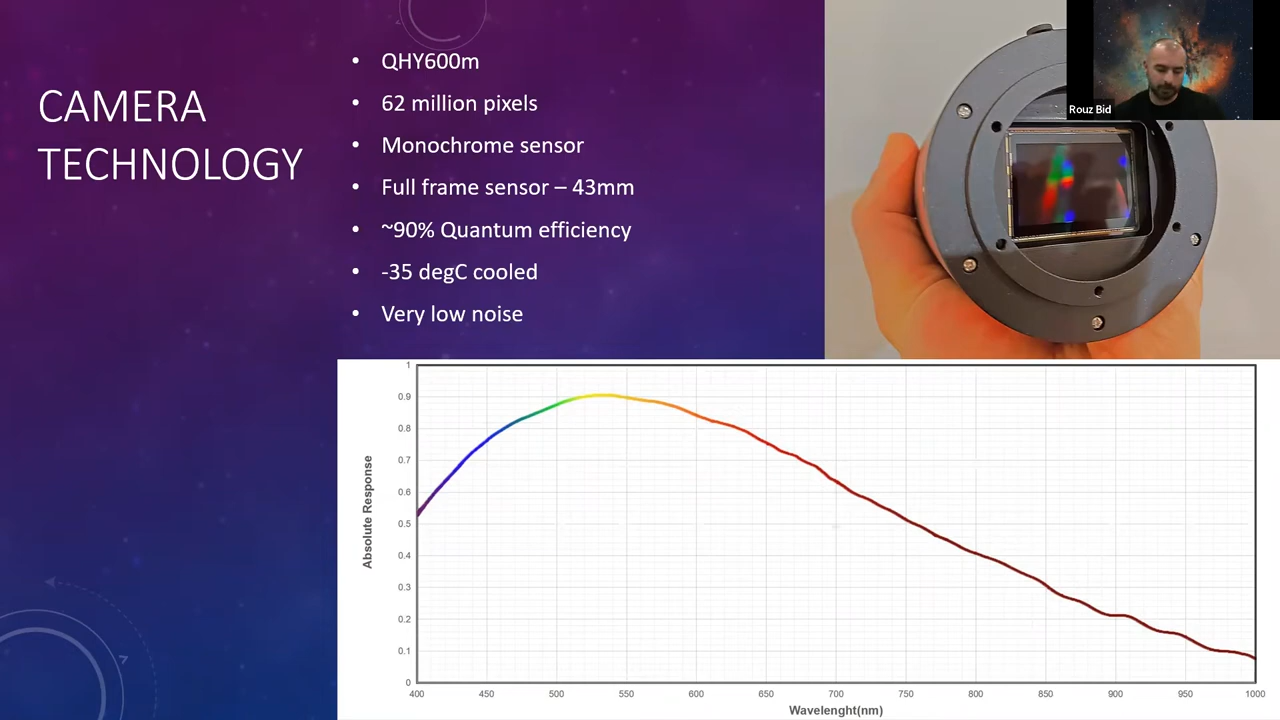 CAMERA
TECHNOLOGY
• QHY600m
• 62 million pixels
• Monochrome sensor
• Full frame sensor – 43mm
• ~90% Quantum efficiency
• -35 degC cooled
• Very low noise
Rouz Bid
Absolute Response
1
0.9
0.8
0.7
0.6
0.5
0.4
0.3
0.2
0.1
0
400 450 500 550 600 650 700 750 800 850 900 950 1000
Wavelenght(nm)